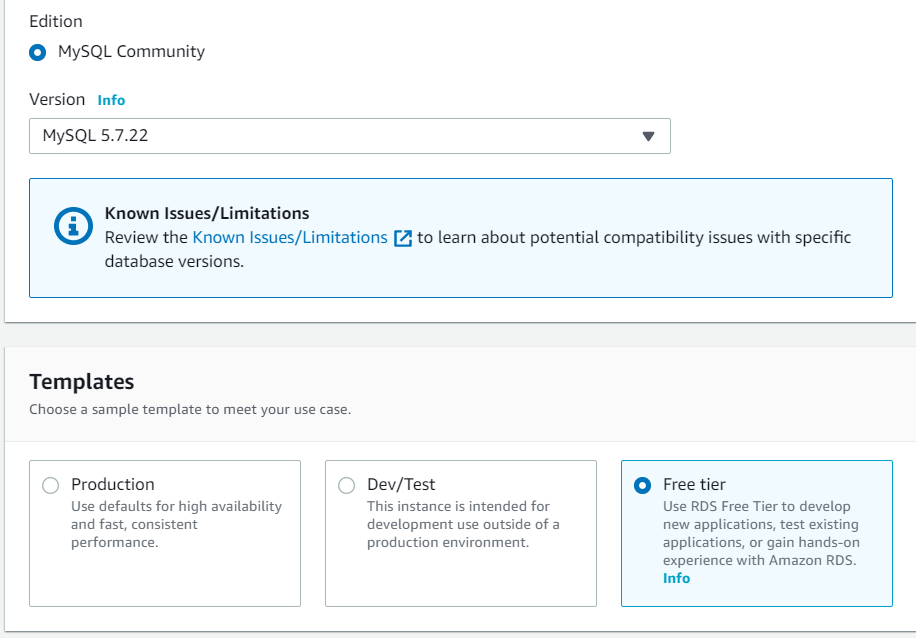 Edition
MySQL Community
Version Info
MySQL 5.7.22
Known Issues/Limitations
Review the Known Issues/Limitations to learn about potential compatibility issues with specific
database versions.
Templates
Choose a sample template to meet your use case.
Production
Use defaults for high availability
and fast, consistent
performance.
Dev/Test
This instance is intended for
development use outside of a
production environment.
Free tier
Use RDS Free Tier to develop
new applications, test existing
applications, or gain hands-on
experience with Amazon RDS.
Info